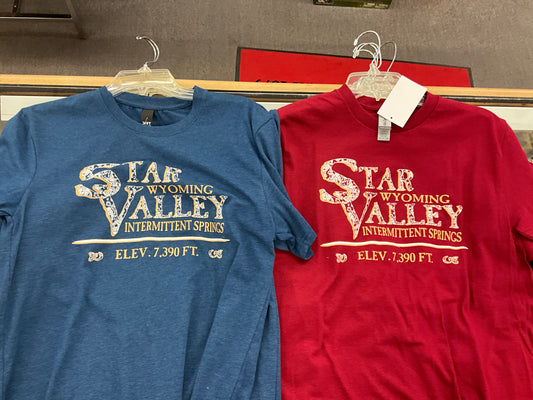 STAR
WYOMING
VALLEY
INTERMITTENT SPRINGS
ELEV. 7,390 FT.
STAR
WYOMING
VALLEY
INTERMITTENT SPRINGS
ELEV. 7,390 FT.